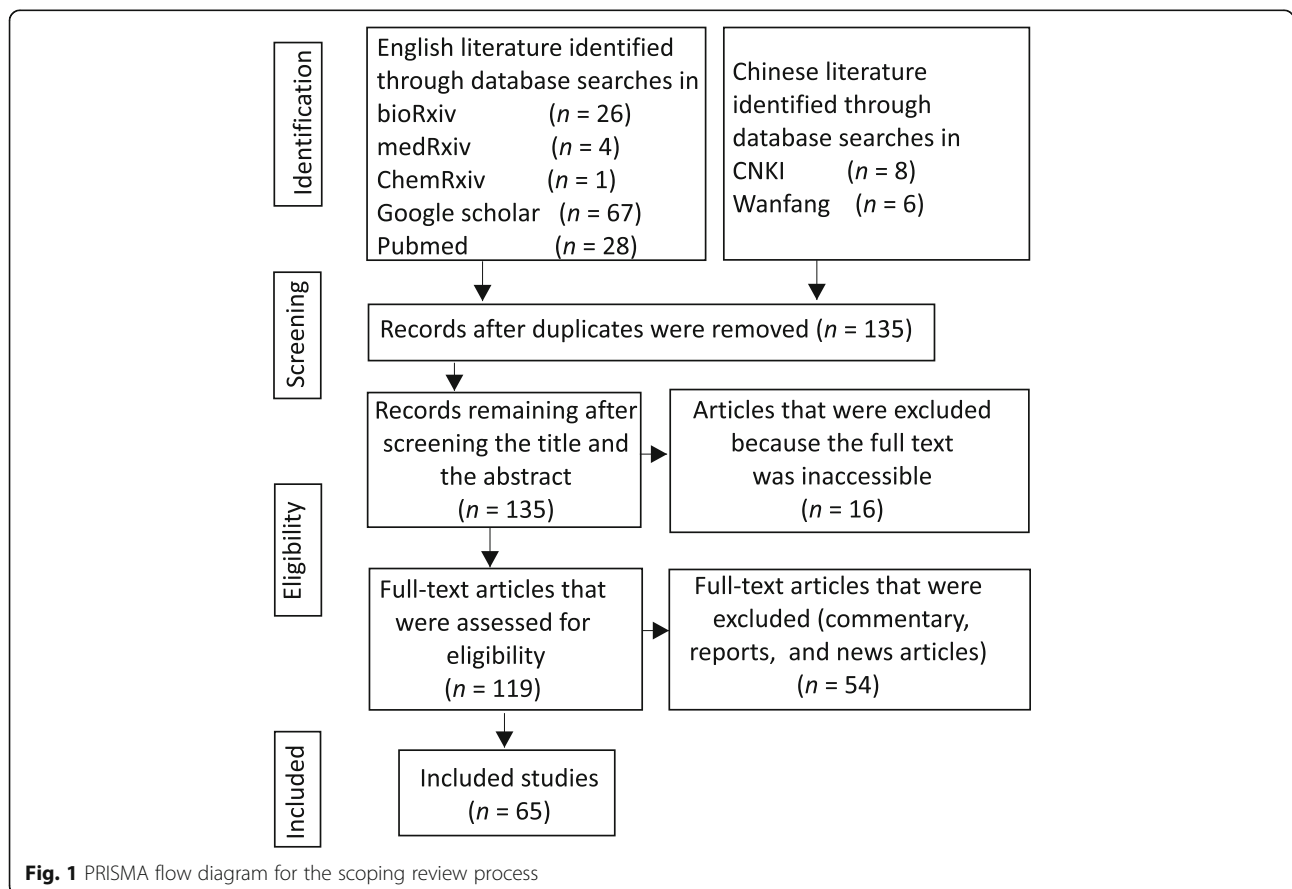 Identification
English literature identified
through database searches in
bioRxiv (n = 26)
medRxiv (n = 4)
ChemRxiv (n = 1)
Google scholar (n = 67)
Pubmed (n = 28)
Chinese literature
identified through
database searches in
CNKI (n = 8)
Wanfang (n = 6)
Screening
Records after duplicates were removed (n = 135)
Records remaining after
screening the title and
the abstract
(n = 135)
Articles that were excluded
because the full text
was inaccessible
(n = 16)
Eligibility
Full-text articles that
were assessed for
eligibility
(n = 119)
Full-text articles that were
excluded (commentary,
reports, and news articles)
(n = 54)
Included
Included studies
(n = 65)
Fig. 1 PRISMA flow diagram for the scoping review process